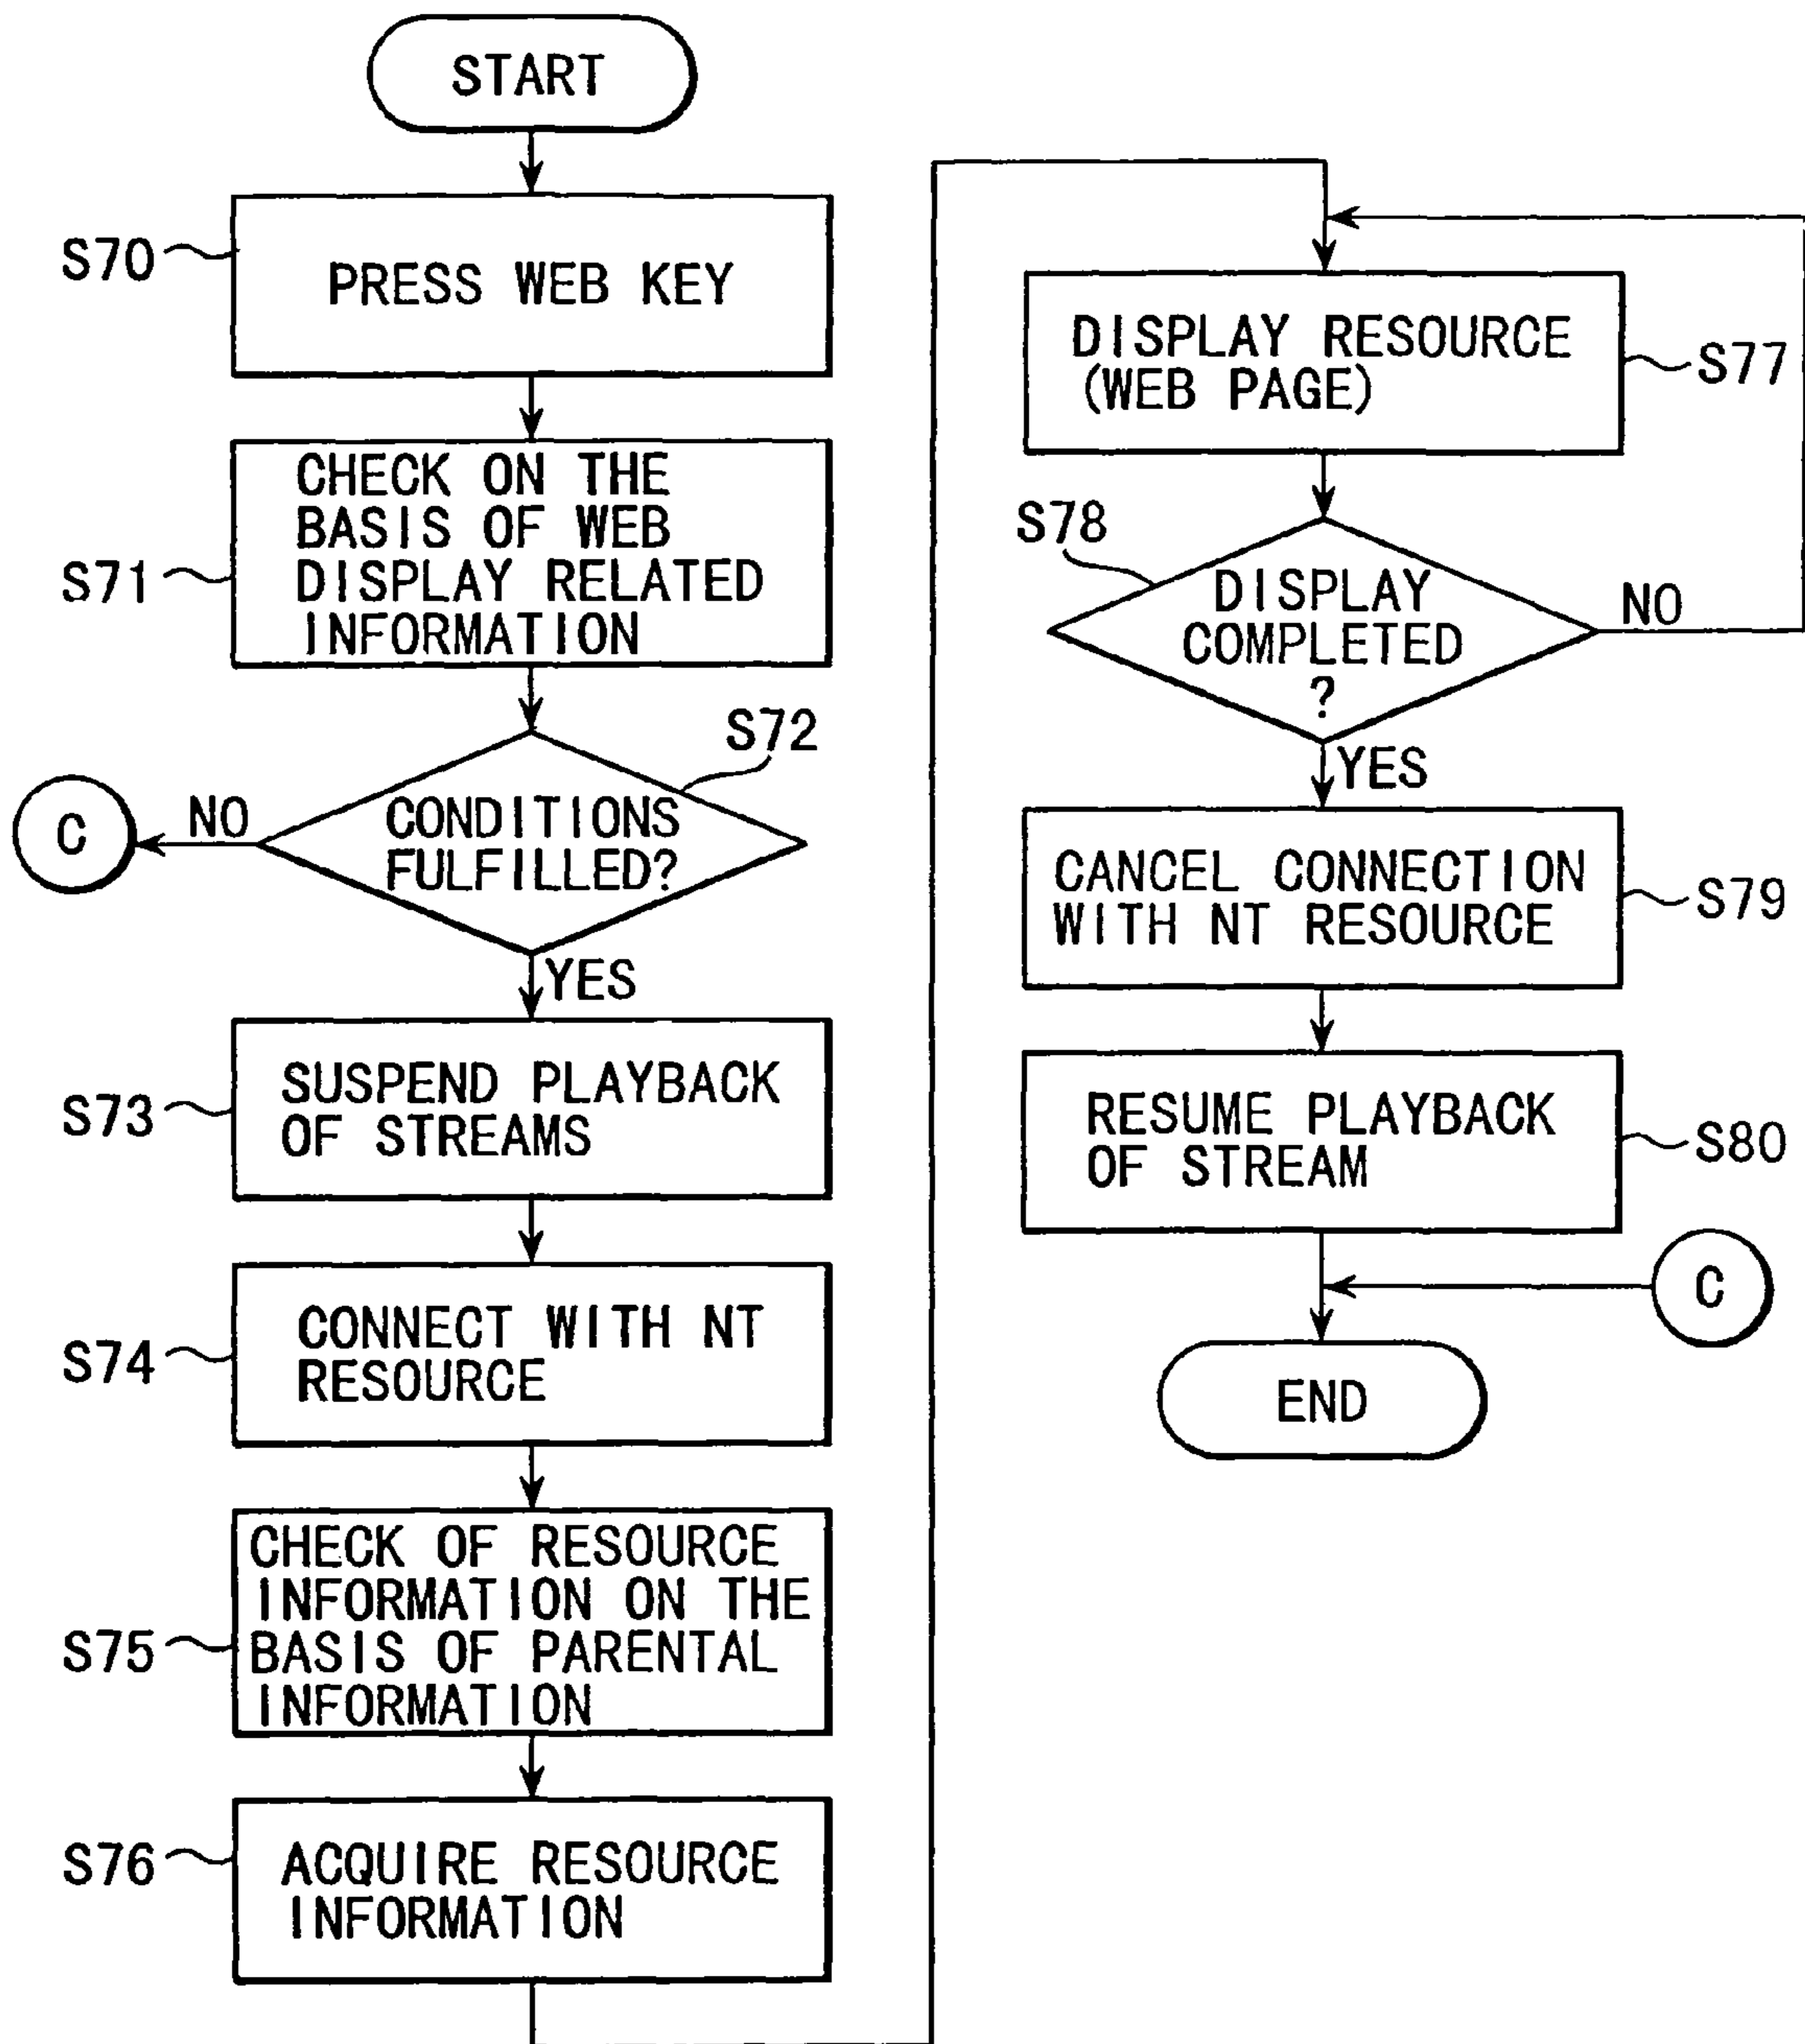 START
S70
PRESS WEB KEY
S71
CHECK ON THE
BASIS OF WEB
DISPLAY RELATED
INFORMATION
S72
CONDITIONS
FULFILLED?
NO
C
YES
S73
SUSPEND PLAYBACK
OF STREAMS
S74
CONNECT WITH NT
RESOURCE
S75
CHECK OF RESOURCE
INFORMATION ON THE
BASIS OF PARENTAL
INFORMATION
S76
ACQUIRE RESOURCE
INFORMATION
DISPLAY RESOURCE
(WEB PAGE)
S77
S78
DISPLAY
COMPLETED
?
NO
YES
CANCEL CONNECTION
WITH NT RESOURCE
S79
RESUME PLAYBACK
OF STREAM
S80
C
END